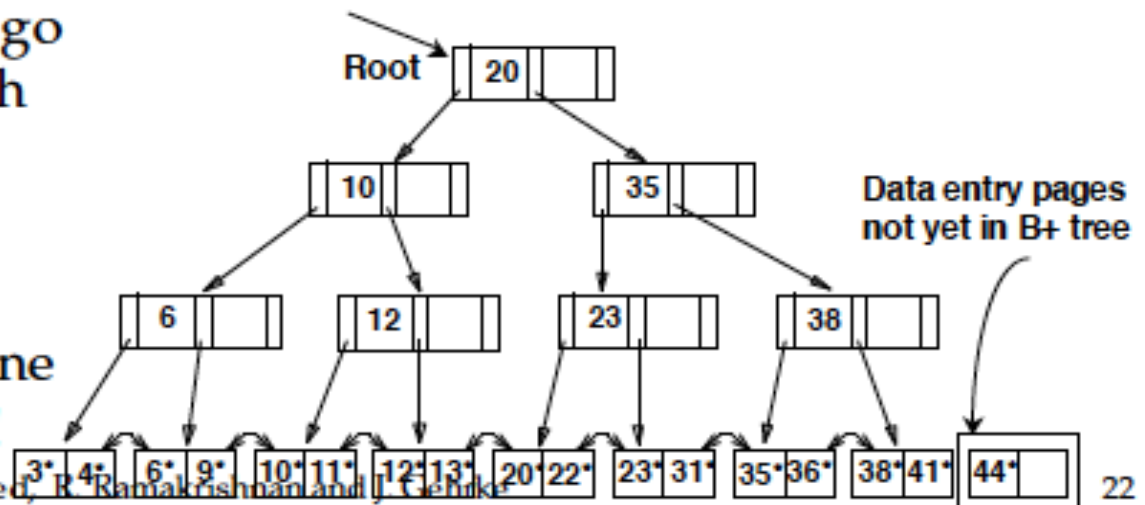 go
h
Root
20
10
35
Data entry pages
not yet in B+ tree
6
12
23
38
ne
3* 4* 6* 9* 10* 11* 12* 13* 20* 22* 23* 31* 35* 36* 38* 41* 44*
ed, R. Ramakrishnan and J. Gehrke
22